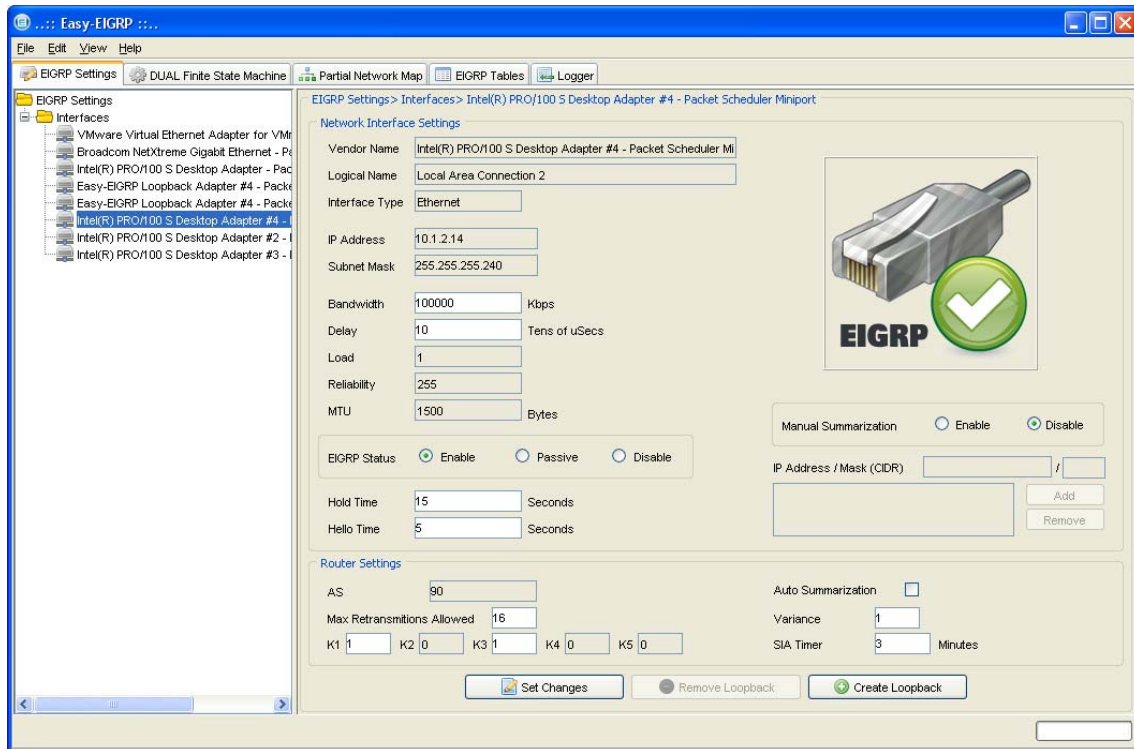 ..:: Easy-EIGRP ::..
File Edit View Help
EIGRP Settings DUAL Finite State Machine Partial Network Map EIGRP Tables Logger
EIGRP Settings
Interfaces
VMware Virtual Ethernet Adapter for VMr
Broadcom NetXtreme Gigabit Ethernet - Pa
Intel(R) PRO/100 S Desktop Adapter - Pac
Easy-EIGRP Loopback Adapter #4 - Packe
Easy-EIGRP Loopback Adapter #4 - Packe
Intel(R) PRO/100 S Desktop Adapter #4 - I
Intel(R) PRO/100 S Desktop Adapter #2 - I
Intel(R) PRO/100 S Desktop Adapter #3 - I
EIGRP Settings> Interfaces> Intel(R) PRO/100 S Desktop Adapter #4 - Packet Scheduler Miniport
Network Interface Settings
Vendor Name Intel(R) PRO/100 S Desktop Adapter #4 - Packet Scheduler Mi
Logical Name Local Area Connection 2
Interface Type Ethernet
IP Address 10.1.2.14
Subnet Mask 255.255.255.240
Bandwidth 100000 Kbps
Delay 10 Tens of uSecs
Load 1
Reliability 255
MTU 1500 Bytes
EIGRP Status Enable Passive Disable
Hold Time 15 Seconds
Hello Time 5 Seconds
EIGRP
Manual Summarization Enable Disable
IP Address / Mask (CIDR) /
Add
Remove
Router Settings
AS 90
Max Retransmitions Allowed 16
K1 1 K2 0 K3 1 K4 0 K5 0
Auto Summarization
Variance 1
SIA Timer 3 Minutes
Set Changes Remove Loopback Create Loopback